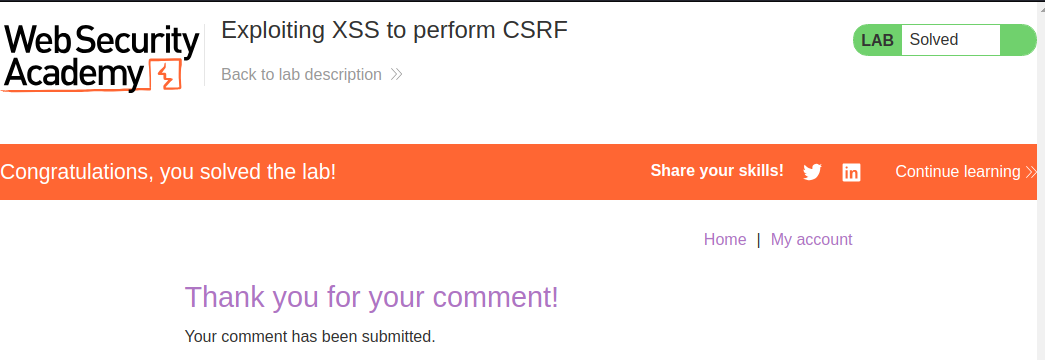 Web Security
Academy
Exploiting XSS to perform CSRF
Back to lab description
LAB Solved
Congratulations, you solved the lab!
Share your skills!
Continue learning
Home | My account
Thank you for your comment!
Your comment has been submitted.